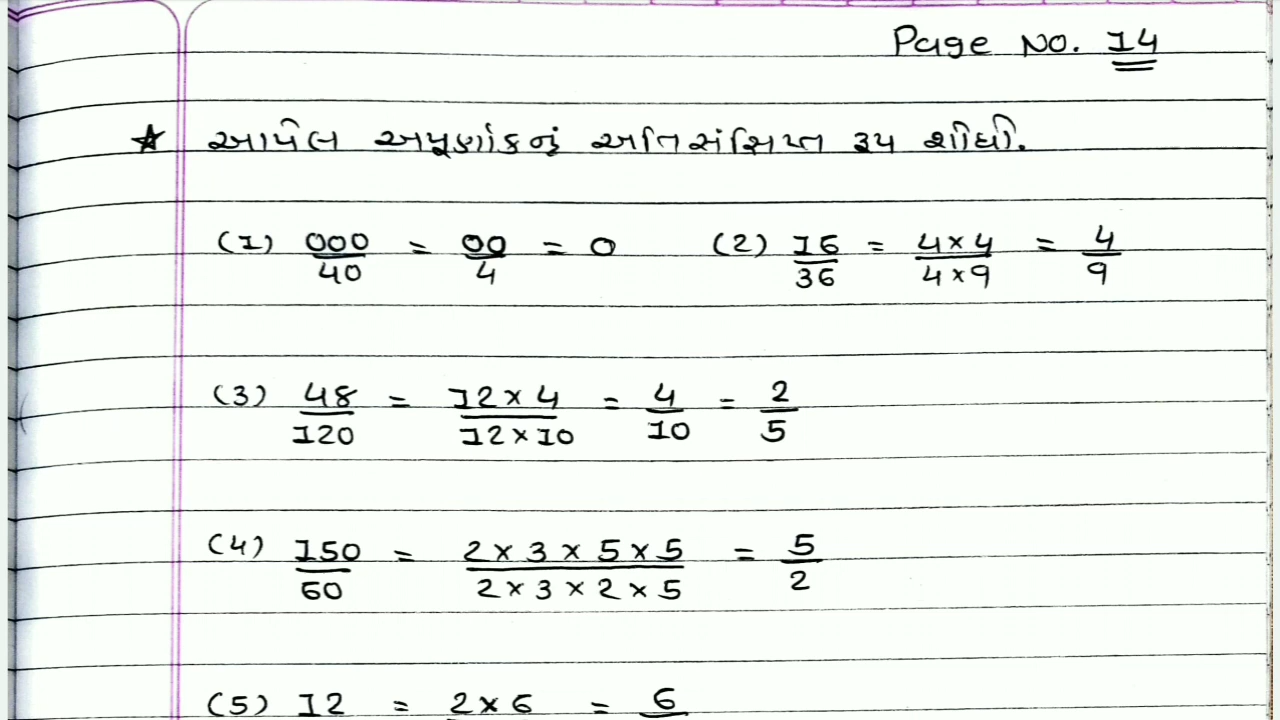 Page No. 14
★ આપેલ અપૂર્ણાંકનું અતિસંક્ષિપ્ત રૂપ શોધો.
(1) 000/40 = 00/4 = 0 (2) 16/36 = 4×4/4×9 = 4/9
(3) 48/120 = 12×4/12×10 = 4/10 = 2/5
(4) 150/60 = 2×3×5×5/2×3×2×5 = 5/2
(5) 12 = 2×6 = 6